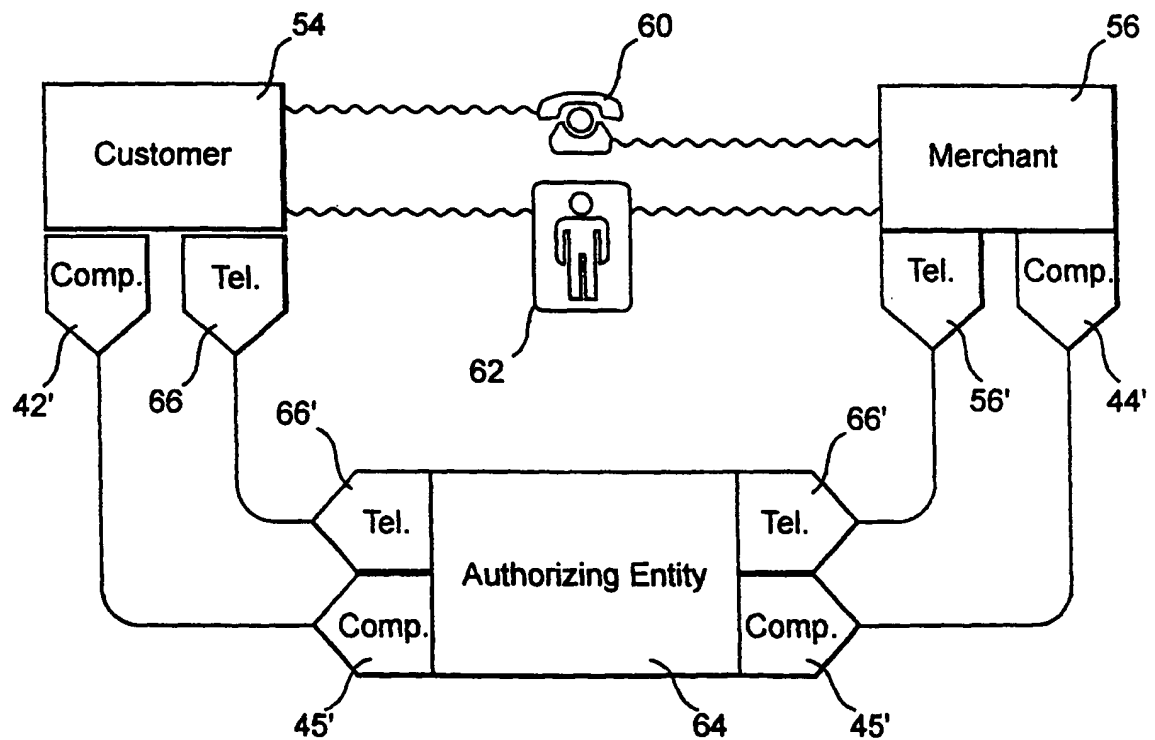 54
60
56
Customer
Merchant
Comp.
Tel.
Tel.
Comp.
62
42'
66
56'
44'
66'
66'
Tel.
Tel.
Authorizing Entity
Comp.
Comp.
45'
64
45'